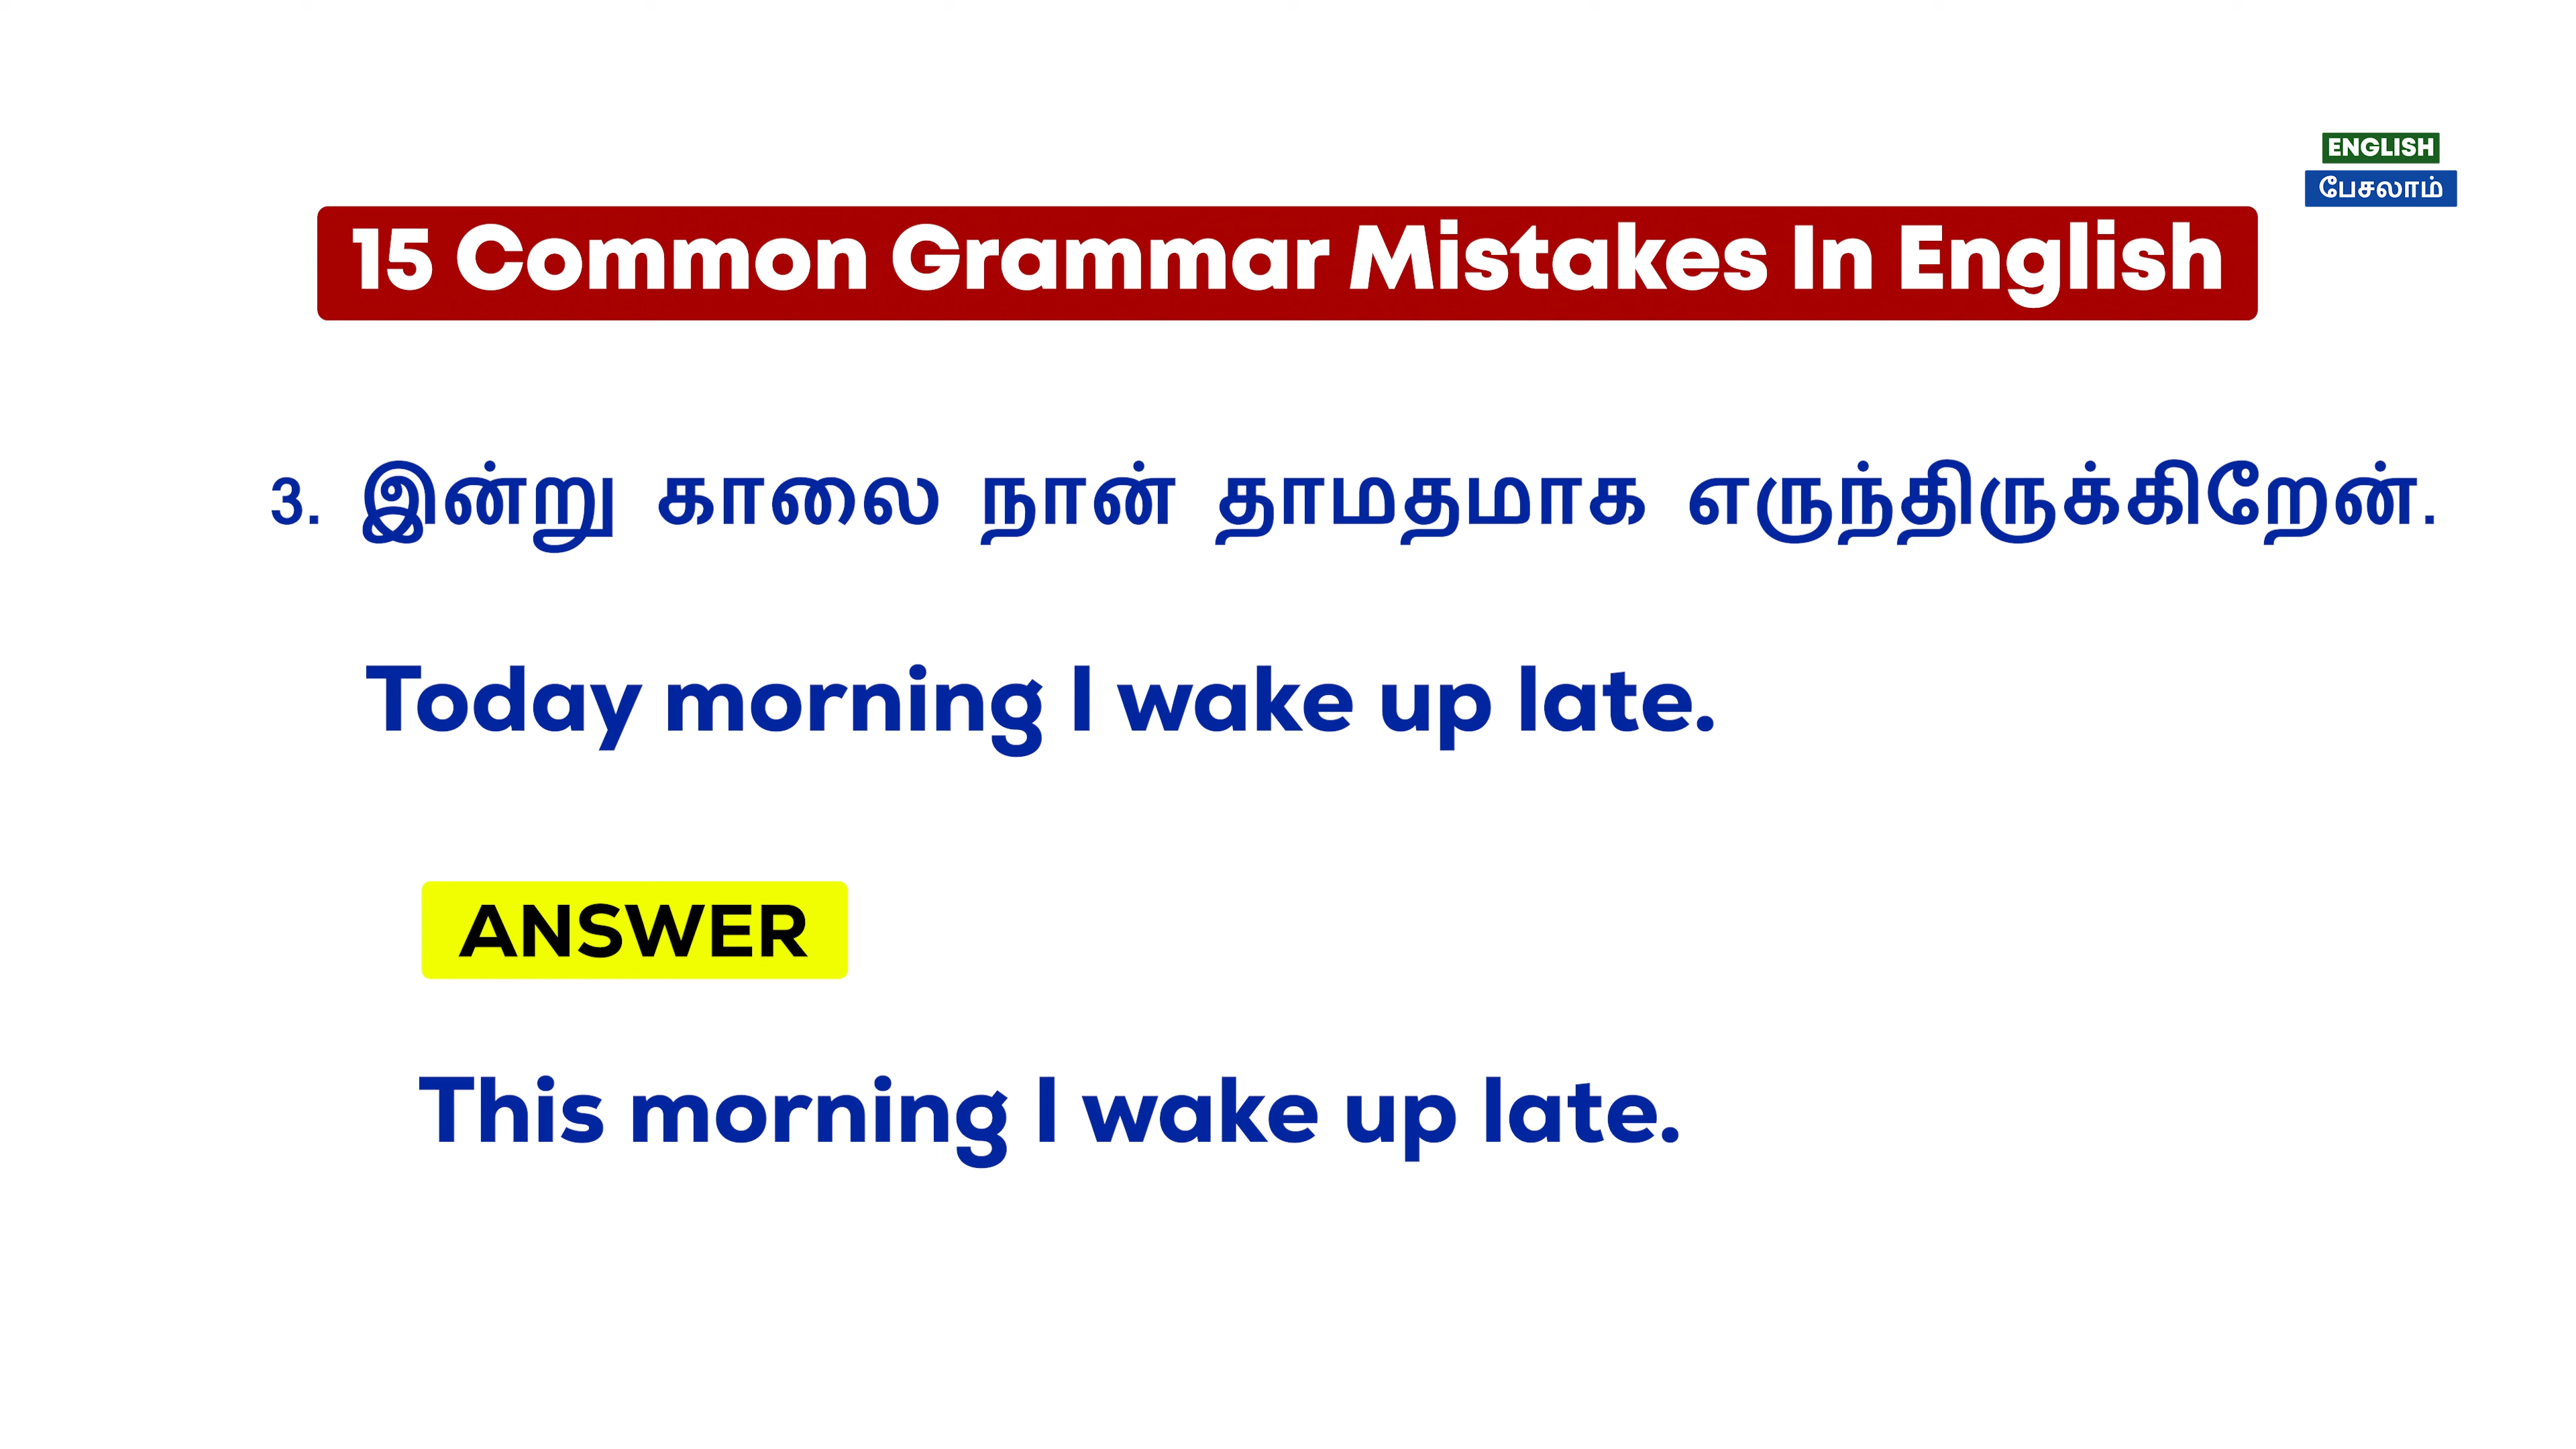 ENGLISH
பேசலாம்
15 Common Grammar Mistakes In English
3. இன்று காலை நான் தாமதமாக எருந்திருக்கிறேன்.
Today morning I wake up late.
ANSWER
This morning I wake up late.